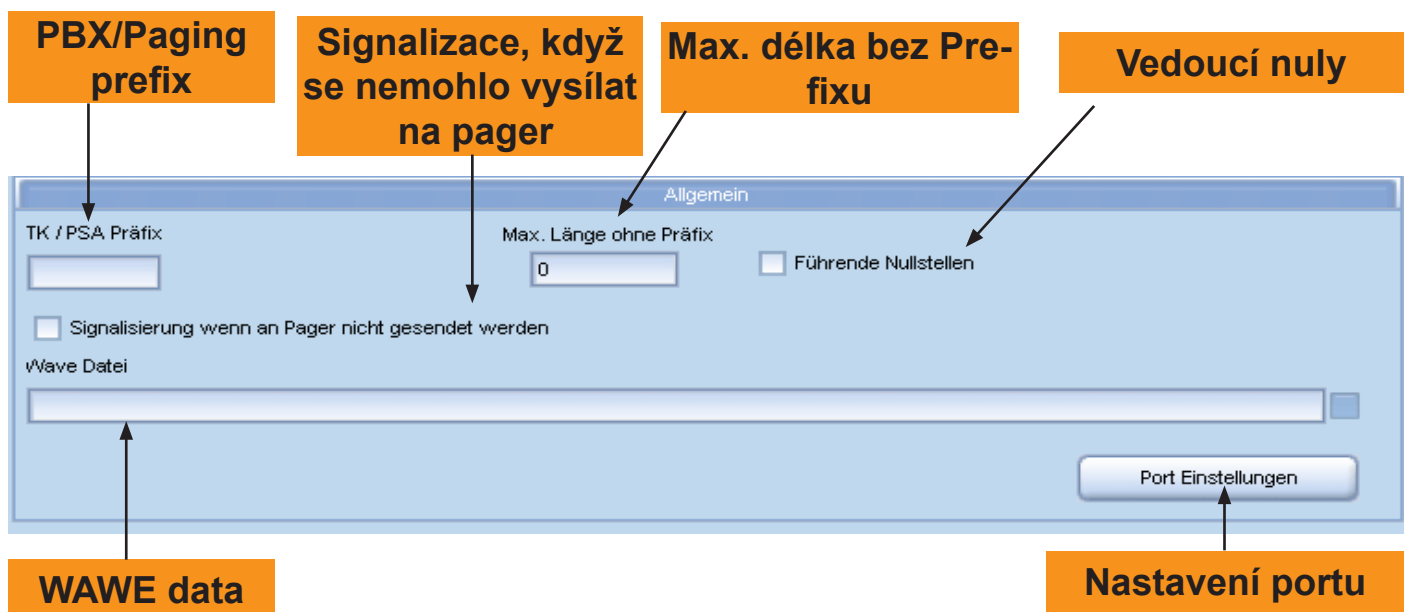 PBX/Paging
prefix
Signalizace, když
se nemohlo vysílat
na pager
Max. délka bez Pre-
fixu
Vedoucí nuly
Allgemein
TK / PSA Präfix
Max. Länge ohne Präfix
0
Führende Nullstellen
Signalisierung wenn an Pager nicht gesendet werden
Wave Datei
Port Einstellungen
WAWE data
Nastavení portu